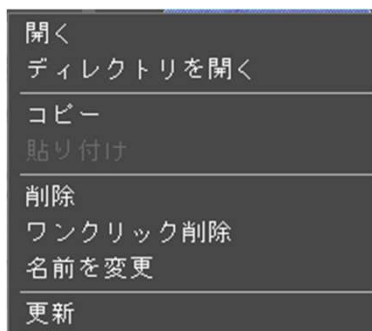 開く
ディレクトリを開く
コピー
貼り付け
削除
ワンクリック削除
名前を変更
更新